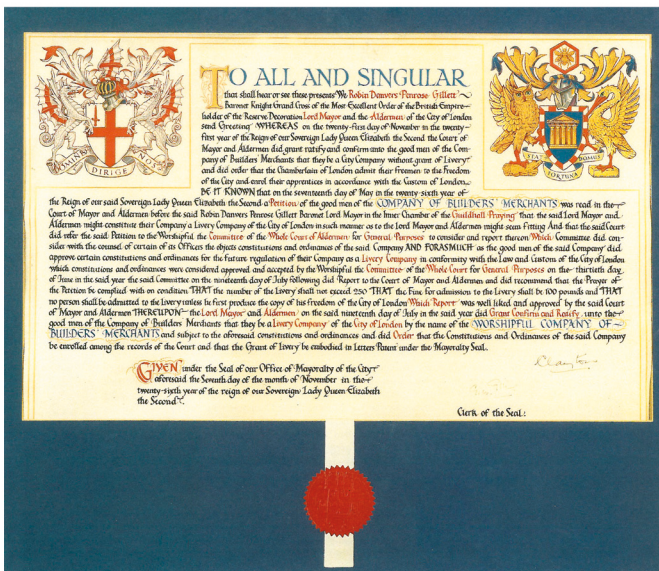 DOMINE DIRIGE NOS
STAT FORTUNA DOMUS
TO ALL AND SINGULAR
that shall hear or see these presents We Robin Danvers Penrose Gillett
Baronet Knight Grand Cross of the Most Excellent Order of the British Empire
holder of the Reserve Decoration Lord Mayor and the Aldermen of the City of London
send Greeting WHEREAS on the twenty-first day of November in the twenty-
first year of the Reign of our Sovereign Lady Queen Elizabeth the Second the Court of
Mayor and Aldermen did grant ratify and confirm unto the good men of the Com-
pany of Builders Merchants that they be a City Company without grant of Livery
and did order that the Chamberlain of London admit their Freemen to the Freedom
of the City and enrol their apprentices in accordance with the Custom of London
BE IT KNOWN that on the seventeenth day of May in the twenty sixth year of
the Reign of our said Sovereign Lady Queen Elizabeth the Second a Petition of the good men of the COMPANY OF BUILDERS MERCHANTS was read in the
Court of Mayor and Aldermen before the said Robin Danvers Penrose Gillett Baronet Lord Mayor in the Inner Chamber of the Guildhall Praying that the said Lord Mayor and
Aldermen might constitute their Company a Livery Company of the City of London in such manner as to the Lord Mayor and Aldermen might seem fitting And that the said Court
did refer the said Petition to the Worshipful the Committee of the Whole Court of Aldermen for General Purposes to consider and report thereon Which Committee did con-
sider with the counsel of certain of its Officers the objects constitutions and ordinances of the said Company AND FORASMUCH as the good men of the said Company did
approve certain constitutions and ordinances for the future regulation of their Company as a Livery Company in conformity with the Law and Custom of the City of London
which constitutions and ordinances were considered approved and accepted by the Worshipful the Committee of the Whole Court for General Purposes on the thirtieth day
of June in the said year the said Committee on the nineteenth day of July following did Report to the Court of Mayor and Aldermen and did recommend that the Prayer of
the Petition be complied with on condition THAT the number of the Livery shall not exceed 250 THAT the Fine for admission to the Livery shall be 100 pounds and THAT
no person shall be admitted to the Livery unless he first produce the copy of his Freedom of the City of London Which Report was well liked and approved by the said Court
of Mayor and Aldermen THEREUPON the Lord Mayor and Aldermen on the said nineteenth day of July in the said year did Grant Confirm and Ratify unto the
good men of the Company of Builders Merchants that they be a Livery Company of the City of London by the name of the WORSHIPFUL COMPANY OF
BUILDERS MERCHANTS and subject to the aforesaid constitutions and ordinances and did Order that the Constitutions and Ordinances of the said Company
be enrolled among the records of the Court and that the Grant of Livery be embodied in Letters Patent under the Mayoralty Seal.
GIVEN under the Seal of our Office of Mayoralty of the City
aforesaid the Seventh day of the month of November in the
twenty-sixth year of the reign of our Sovereign Lady Queen Elizabeth
the Second.
Clerk of the Seal: